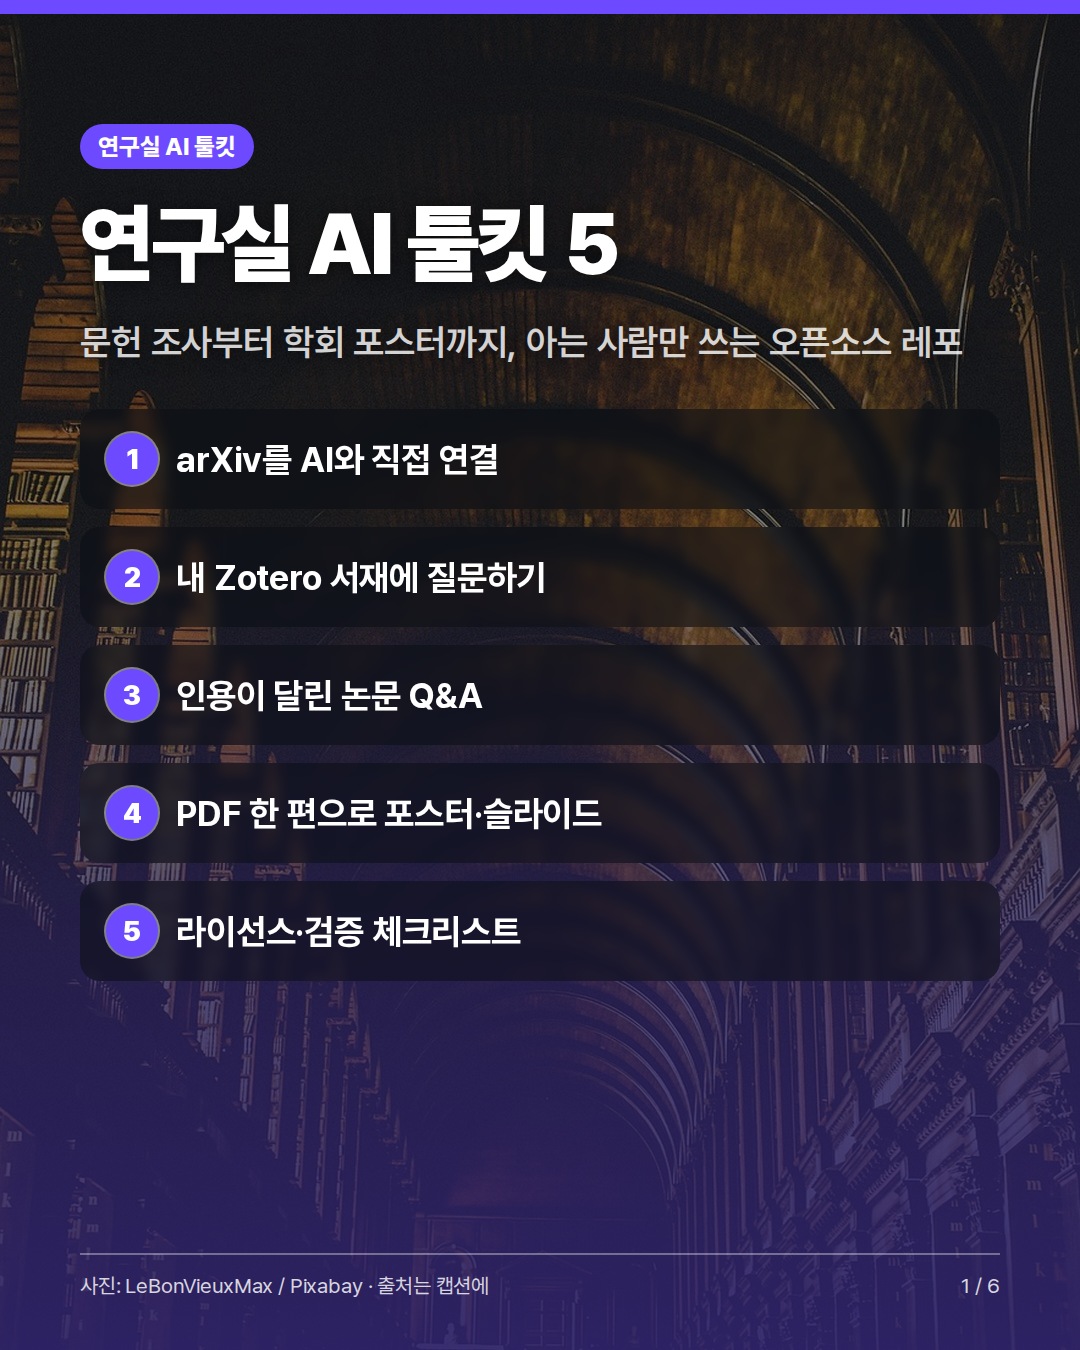 연구실 AI 툴킷
연구실 AI 툴킷 5
문헌 조사부터 학회 포스터까지, 아는 사람만 쓰는 오픈소스 레포
1 arXiv를 AI와 직접 연결
2 내 Zotero 서재에 질문하기
3 인용이 달린 논문 Q&A
4 PDF 한 편으로 포스터·슬라이드
5 라이선스·검증 체크리스트
m
l
k
n
m
n
m
사진: LeBonVieuxMax / Pixabay · 출처는 캡션에
1 / 6